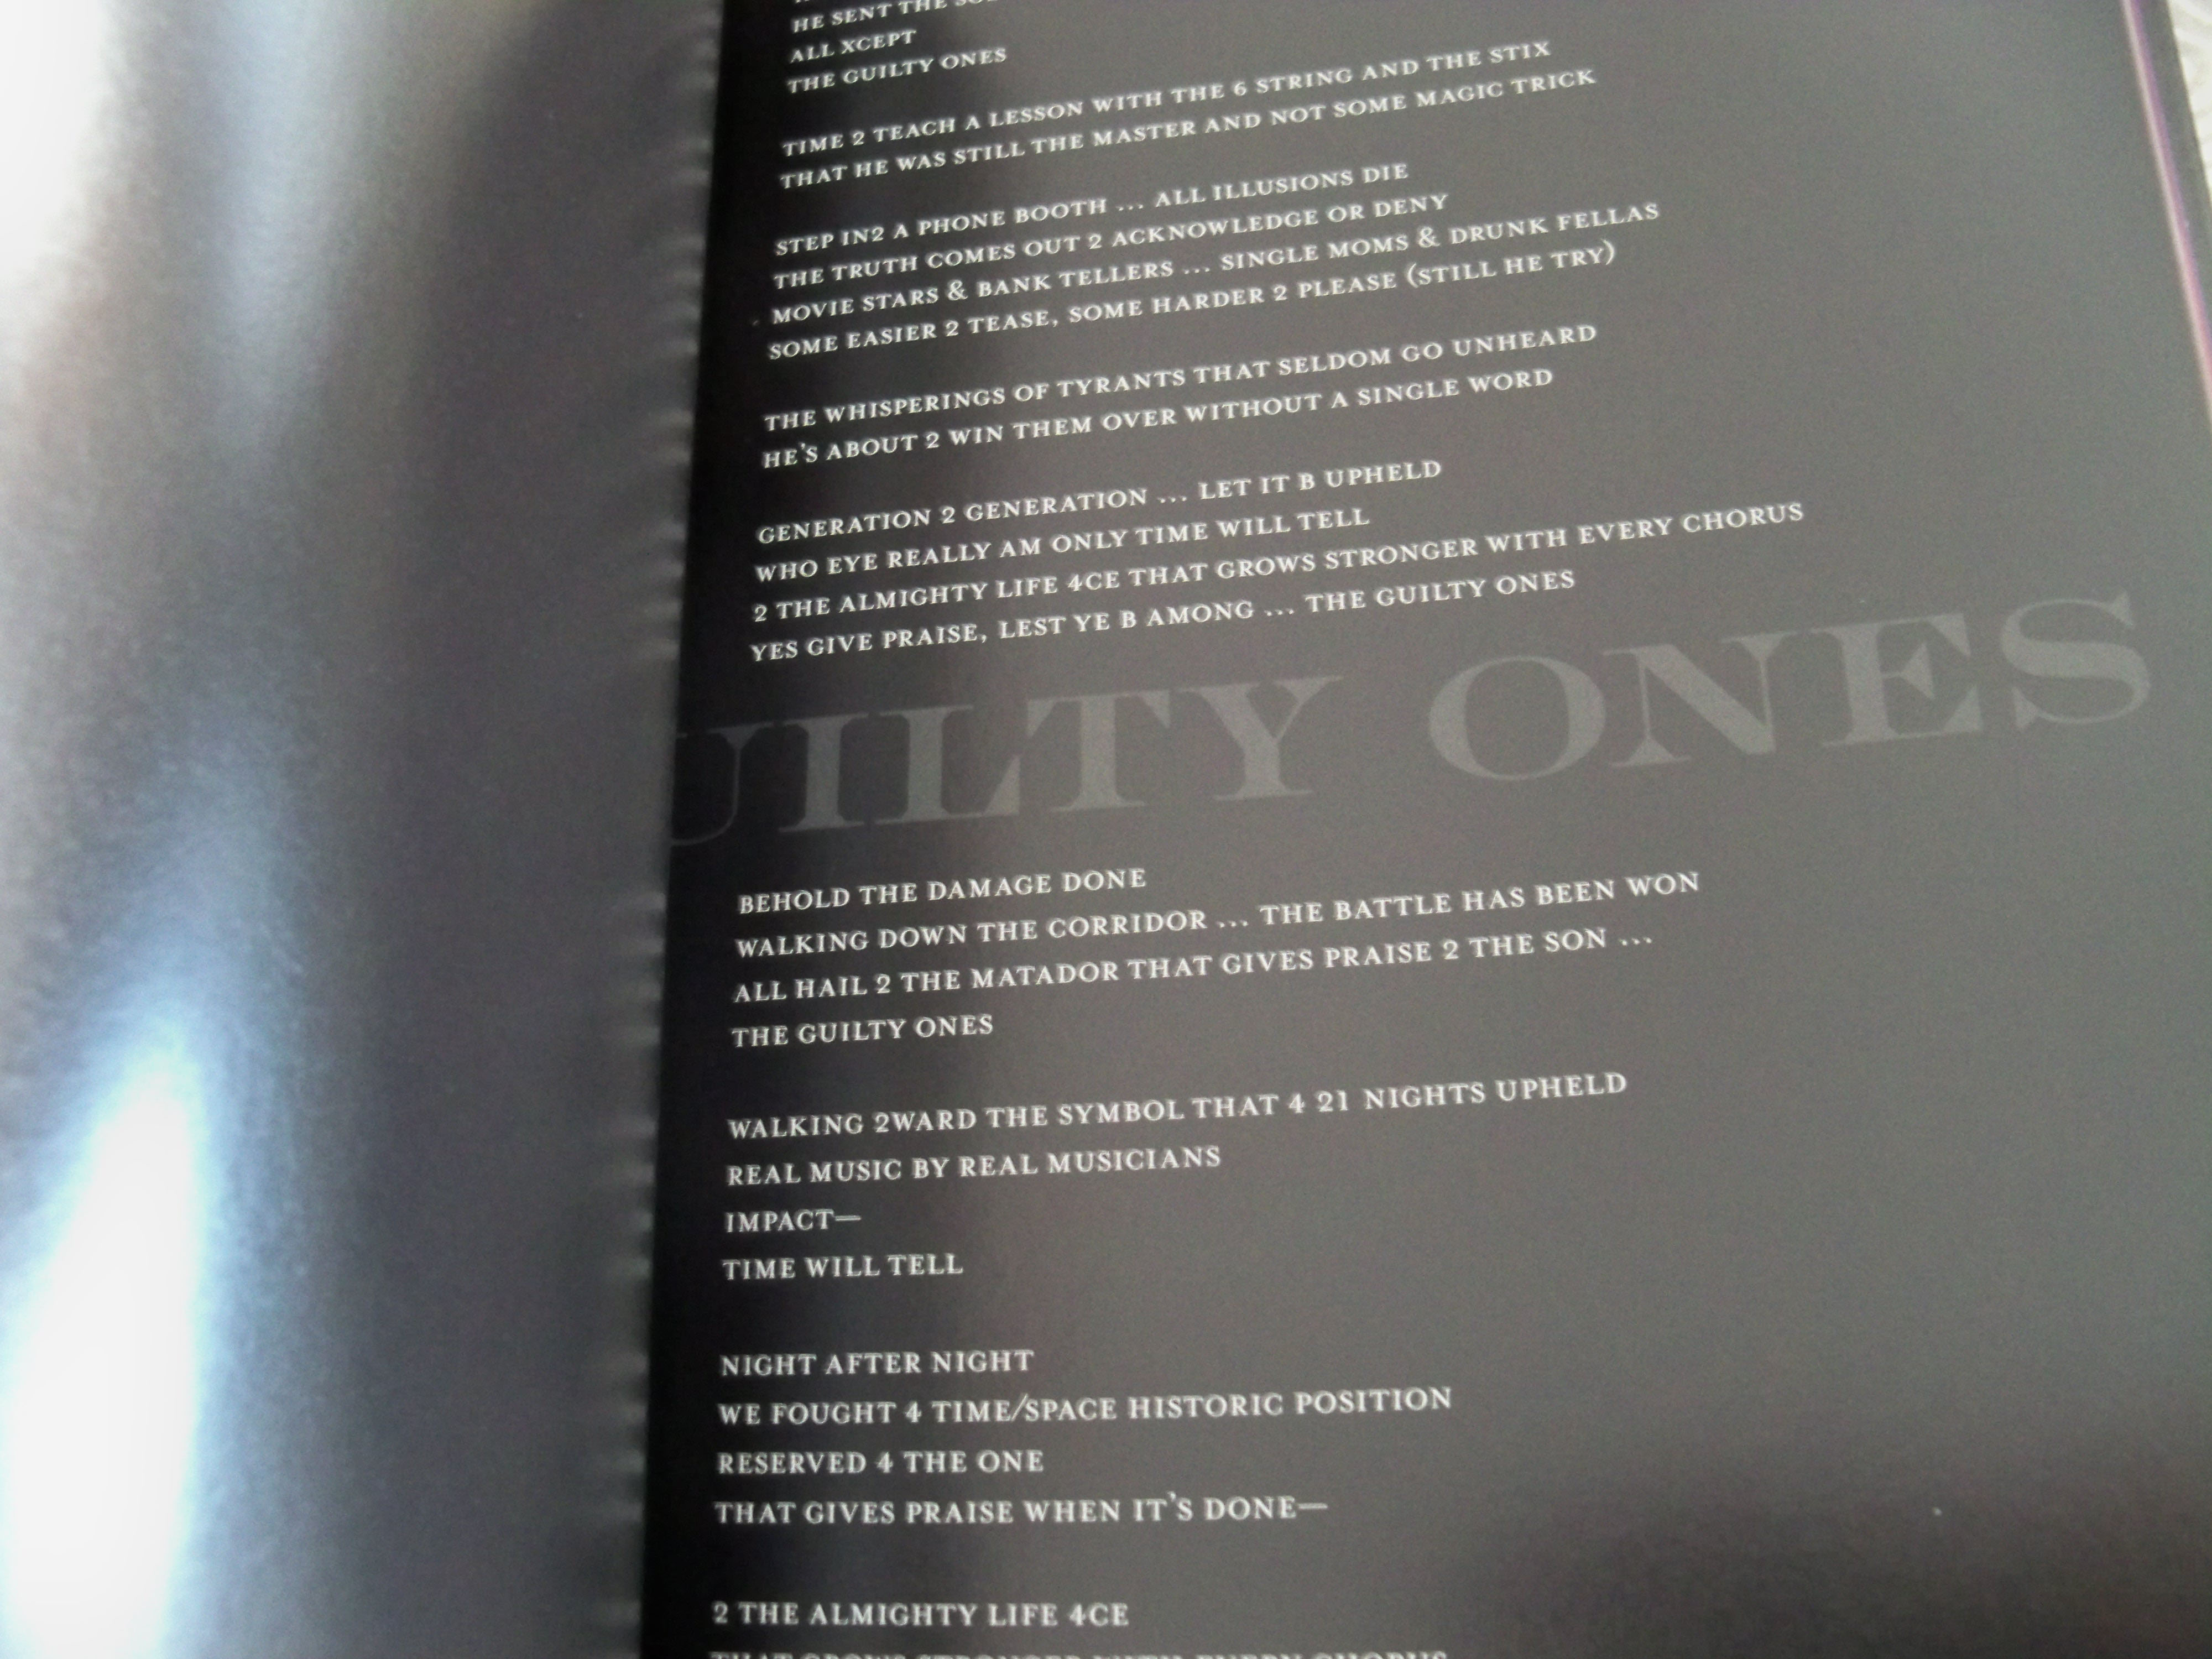 HE SENT THE
ALL XCEPT
THE GUILTY ONES
TIME 2 TEACH A LESSON WITH THE 6 STRING AND THE STIX
THAT HE WAS STILL THE MASTER AND NOT SOME MAGIC TRICK
STEP IN2 A PHONE BOOTH ... ALL ILLUSIONS DIE
THE TRUTH COMES OUT 2 ACKNOWLEDGE OR DENY
MOVIE STARS & BANK TELLERS ... SINGLE MOMS & DRUNK FELLAS
SOME EASIER 2 TEASE, SOME HARDER 2 PLEASE (STILL HE TRY)
THE WHISPERINGS OF TYRANTS THAT SELDOM GO UNHEARD
HE'S ABOUT 2 WIN THEM OVER WITHOUT A SINGLE WORD
GENERATION 2 GENERATION ... LET IT B UPHELD
WHO EYE REALLY AM ONLY TIME WILL TELL
2 THE ALMIGHTY LIFE 4CE THAT GROWS STRONGER WITH EVERY CHORUS
YES GIVE PRAISE, LEST YE B AMONG ... THE GUILTY ONES
UILTY ONES
BEHOLD THE DAMAGE DONE
WALKING DOWN THE CORRIDOR ... THE BATTLE HAS BEEN WON
ALL HAIL 2 THE MATADOR THAT GIVES PRAISE 2 THE SON ...
THE GUILTY ONES
WALKING 2WARD THE SYMBOL THAT 4 21 NIGHTS UPHELD
REAL MUSIC BY REAL MUSICIANS
IMPACT—
TIME WILL TELL
NIGHT AFTER NIGHT
WE FOUGHT 4 TIME/SPACE HISTORIC POSITION
RESERVED 4 THE ONE
THAT GIVES PRAISE WHEN IT'S DONE—
2 THE ALMIGHTY LIFE 4CE
THAT GROWS STRONGER WITH EVERY CHORUS